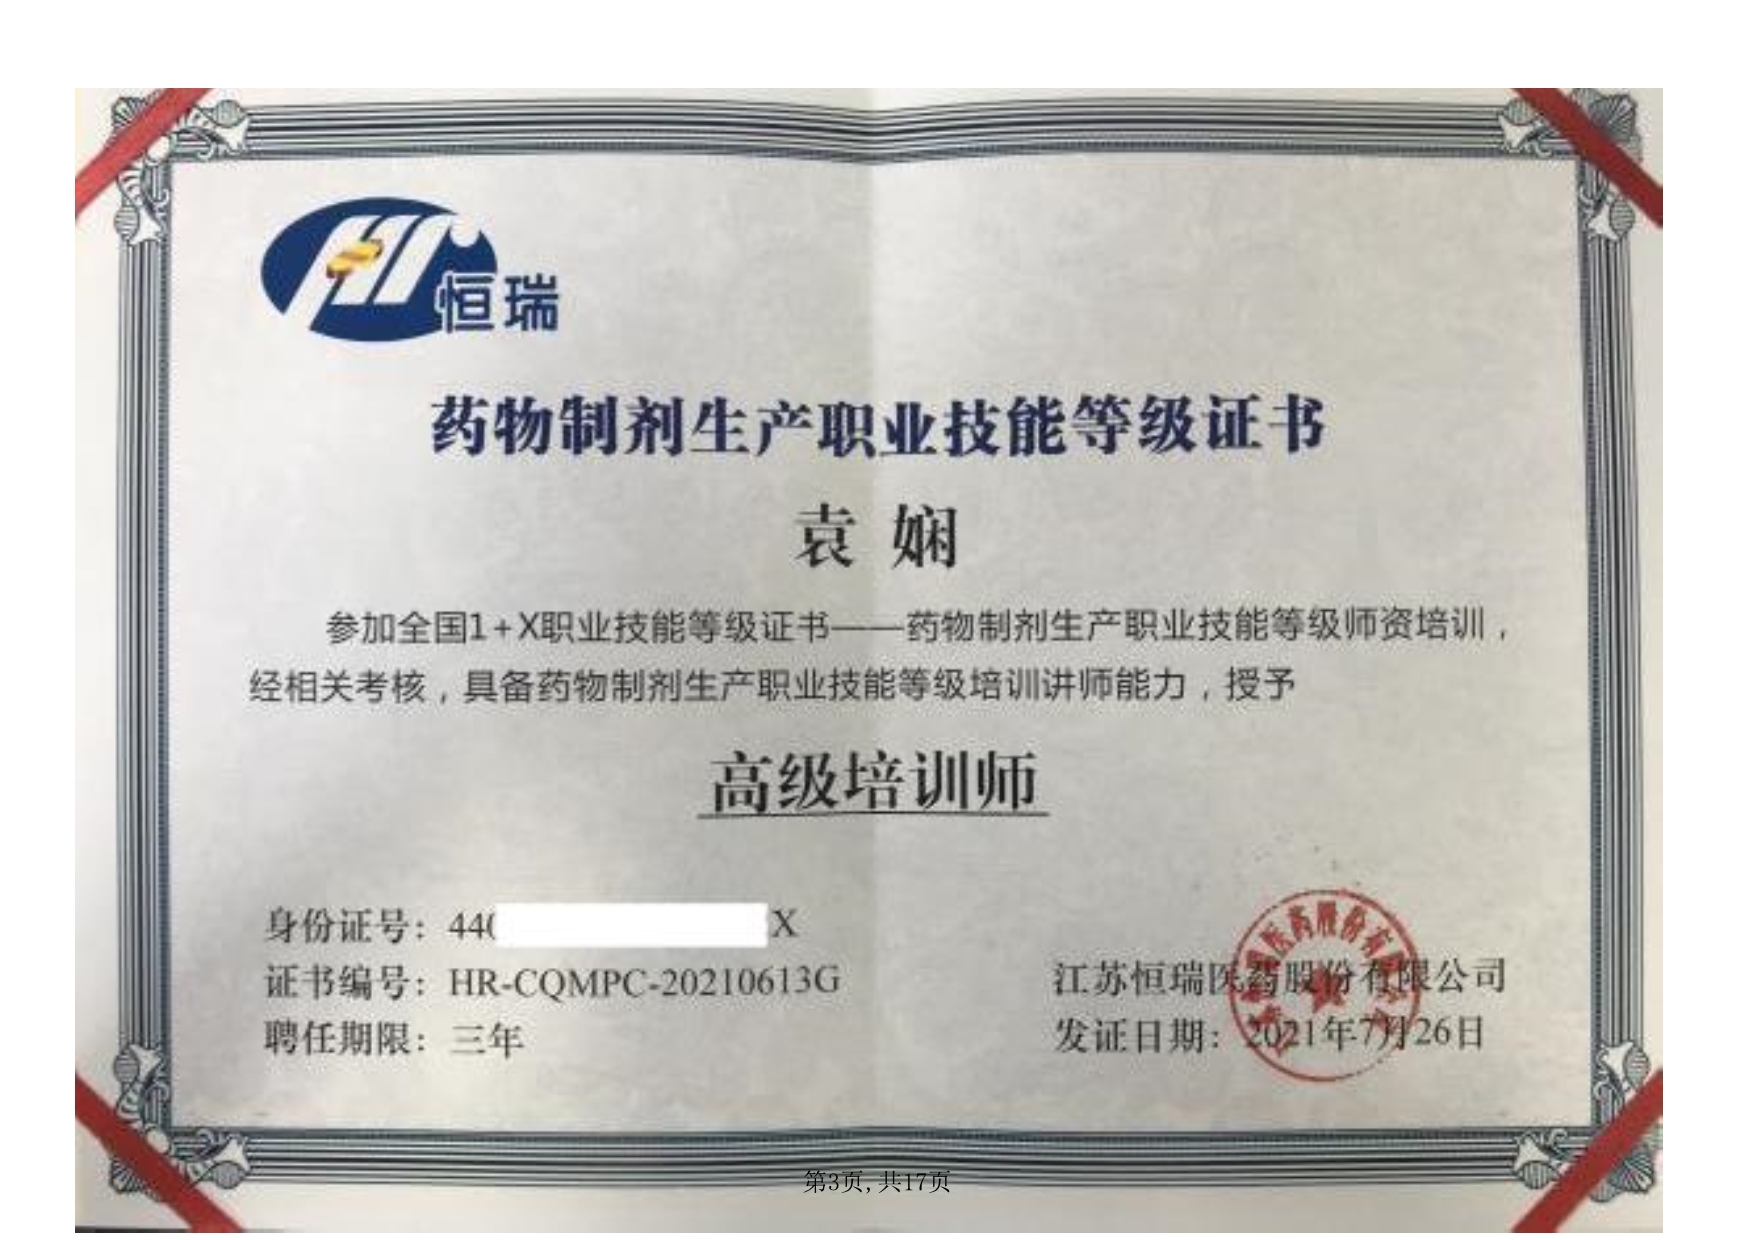 恒瑞
药物制剂生产职业技能等级证书
袁 娴
参加全国1+X职业技能等级证书——药物制剂生产职业技能等级师资培训，
经相关考核，具备药物制剂生产职业技能等级培训讲师能力，授予
高级培训师
身份证号：440 X
证书编号：HR-CQMPC-20210613G
聘任期限：三年
江苏恒瑞医药股份有限公司
发证日期：2021年7月26日
第3页, 共17页